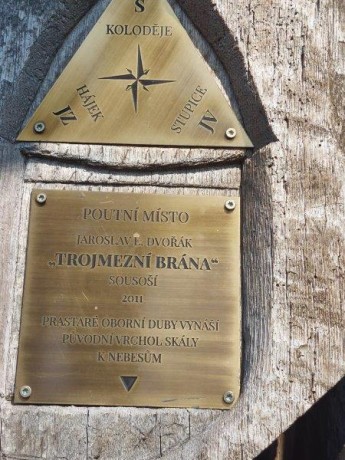 S
KOLODĚJE
HÁJEK
JZ
STUPICE
JV
POUTNÍ MÍSTO
JAROSLAV E. DVOŘÁK
„TROJMEZNÍ BRÁNA“
SOUSOŠÍ
2011
PRASTARÉ OBORNÍ DUBY VYNÁŠÍ
PŮVODNÍ VRCHOL SKÁLY
K NEBESŮM